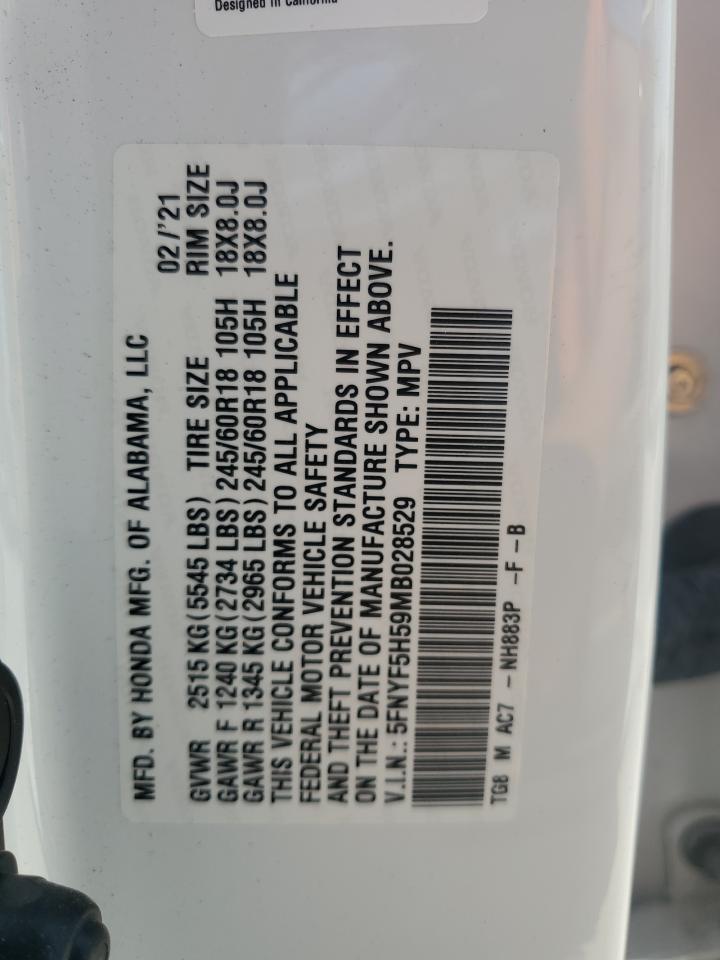 Designed in California
MFD. BY HONDA MFG. OF ALABAMA, LLC 02/'21
GVWR 2515 KG (5545 LBS) TIRE SIZE RIM SIZE
GAWR F 1240 KG (2734 LBS) 245/60R18 105H 18X8.0J
GAWR R 1345 KG (2965 LBS) 245/60R18 105H 18X8.0J
THIS VEHICLE CONFORMS TO ALL APPLICABLE
FEDERAL MOTOR VEHICLE SAFETY
AND THEFT PREVENTION STANDARDS IN EFFECT
ON THE DATE OF MANUFACTURE SHOWN ABOVE.
V.I.N.: 5FNYF5H59MB028529 TYPE: MPV
TG8 M AC7 - NH883P - F - B